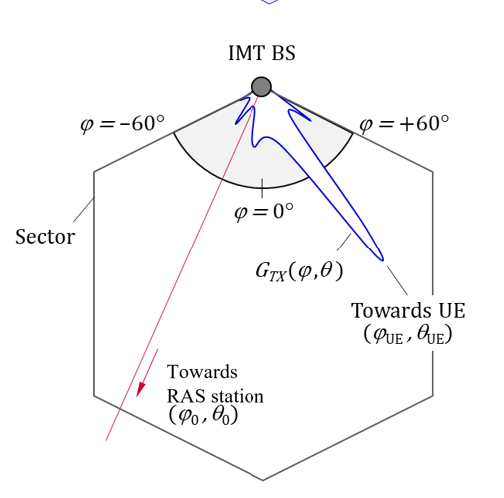 IMT BS
φ = –60°
φ = +60°
φ = 0°
Sector
G_TX(φ,θ)
Towards UE
(φ_UE , θ_UE)
Towards
RAS station
(φ_0 , θ_0)